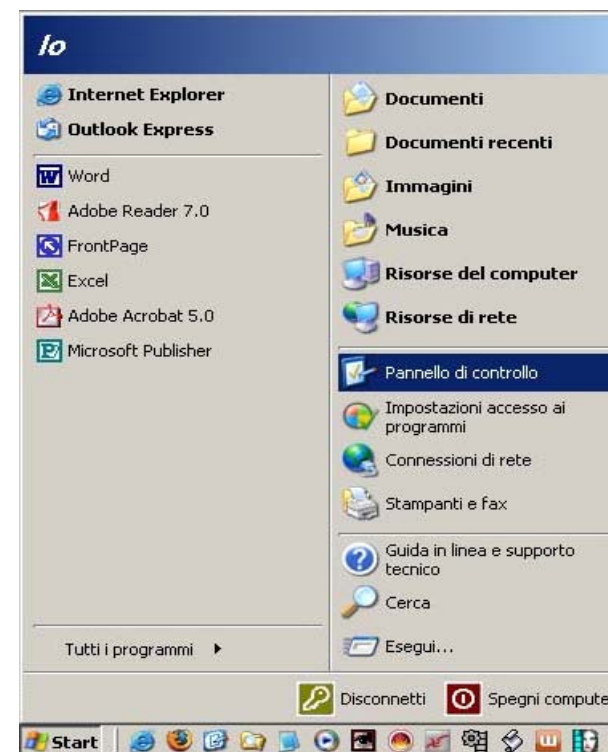 Io
Internet Explorer
Outlook Express
Word
Adobe Reader 7.0
FrontPage
Excel
Adobe Acrobat 5.0
Microsoft Publisher
Tutti i programmi
Documenti
Documenti recenti
Immagini
Musica
Risorse del computer
Risorse di rete
Pannello di controllo
Impostazioni accesso ai
programmi
Connessioni di rete
Stampanti e fax
Guida in linea e supporto
tecnico
Cerca
Esegui...
Disconnetti
Spegni compute
Start